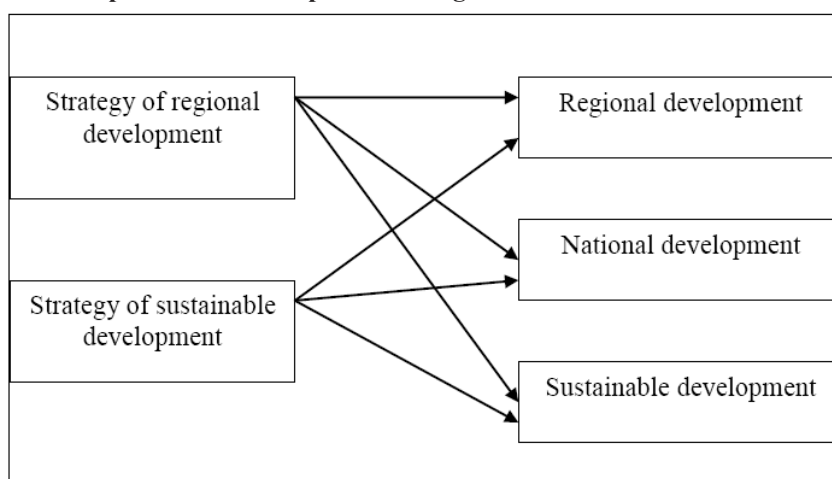 Strategy of regional
development
Strategy of sustainable
development
Regional development
National development
Sustainable development